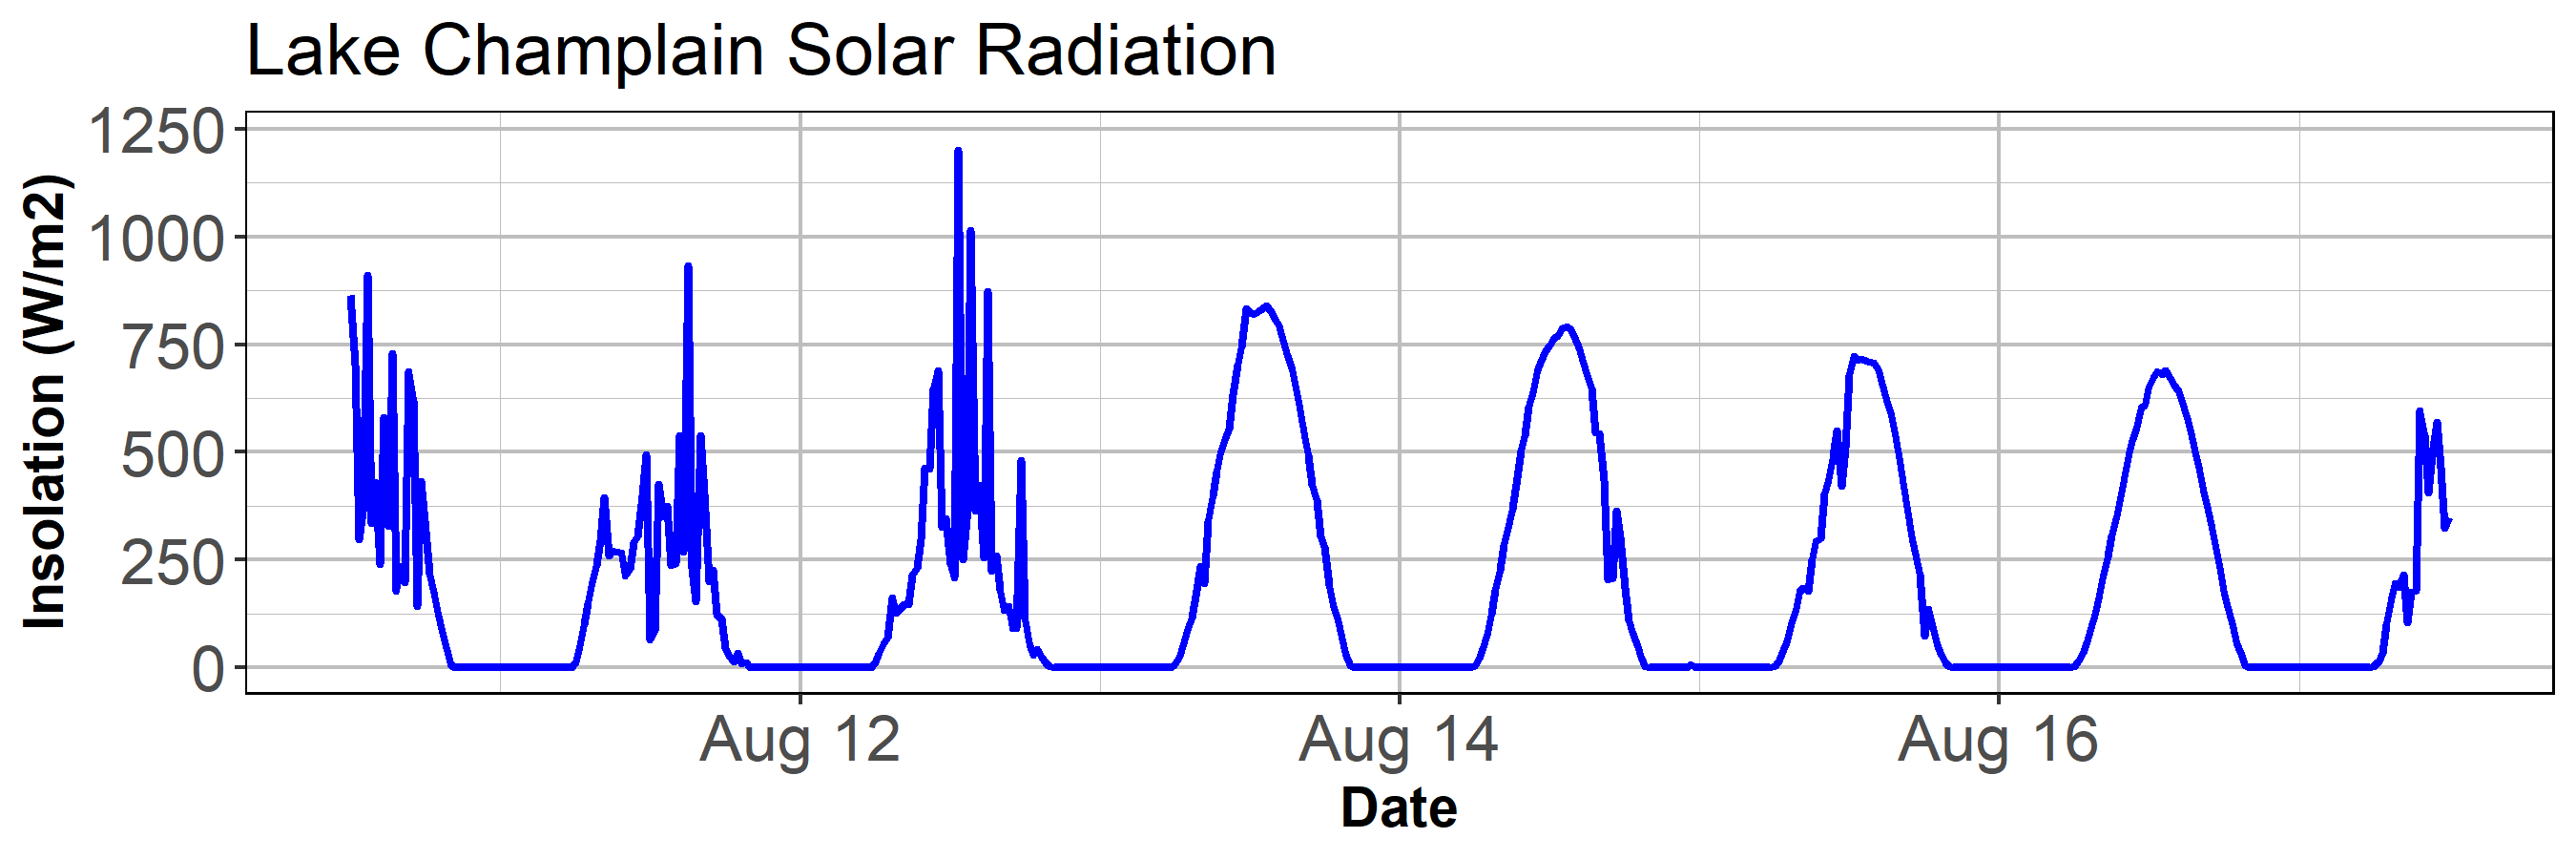 Lake Champlain Solar Radiation
Insolation (W/m2)
1250
1000
750
500
250
0
Aug 12 Aug 14 Aug 16
Date